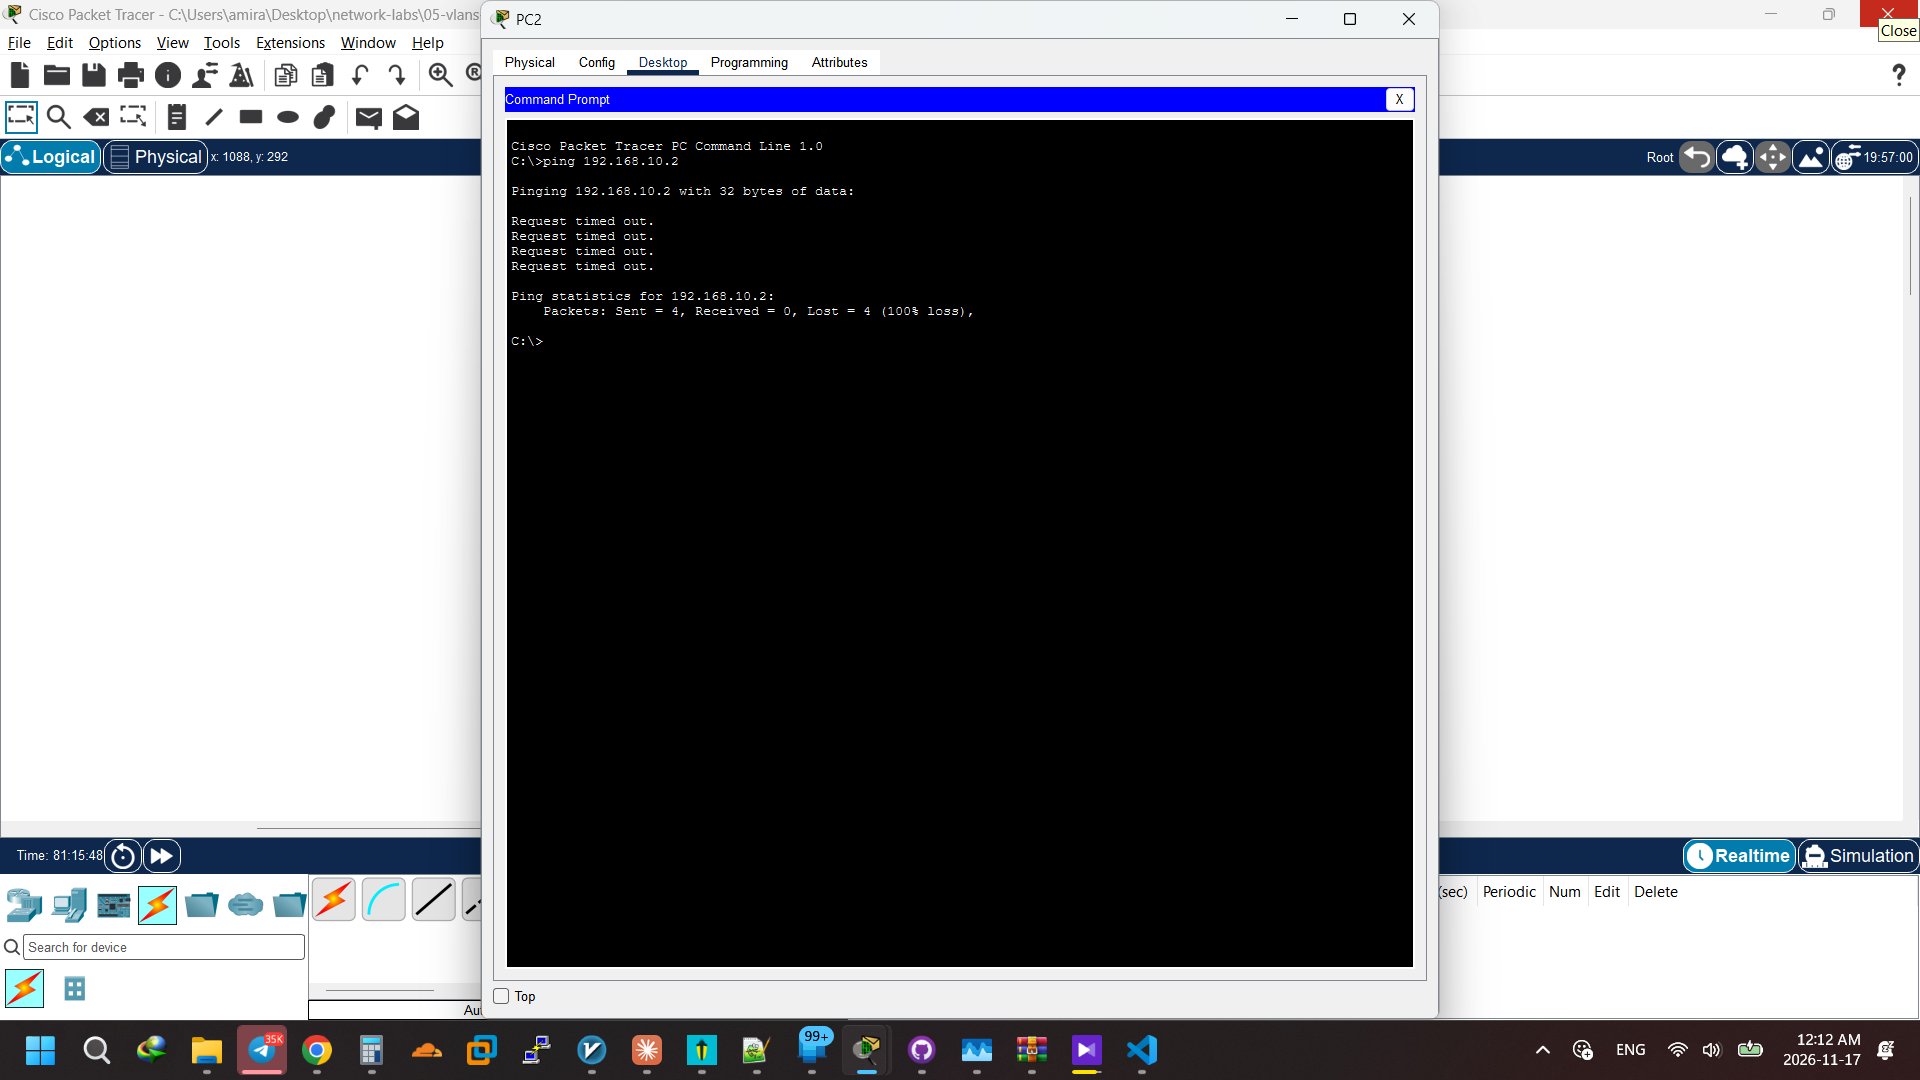 Cisco Packet Tracer - C:\Users\amira\Desktop\network-labs\05-vlans
PC2
Close
File Edit Options View Tools Extensions Window Help
Physical Config Desktop Programming Attributes
Command Prompt
X
Cisco Packet Tracer PC Command Line 1.0
C:\>ping 192.168.10.2
Pinging 192.168.10.2 with 32 bytes of data:
Request timed out.
Request timed out.
Request timed out.
Request timed out.
Ping statistics for 192.168.10.2:
Packets: Sent = 4, Received = 0, Lost = 4 (100% loss),
C:\>
Logical Physical x: 1088, y: 292
Root 19:57:00
Time: 81:15:48
Realtime Simulation
(sec) Periodic Num Edit Delete
Search for device
Top
35K
99+
ENG
12:12 AM
2026-11-17